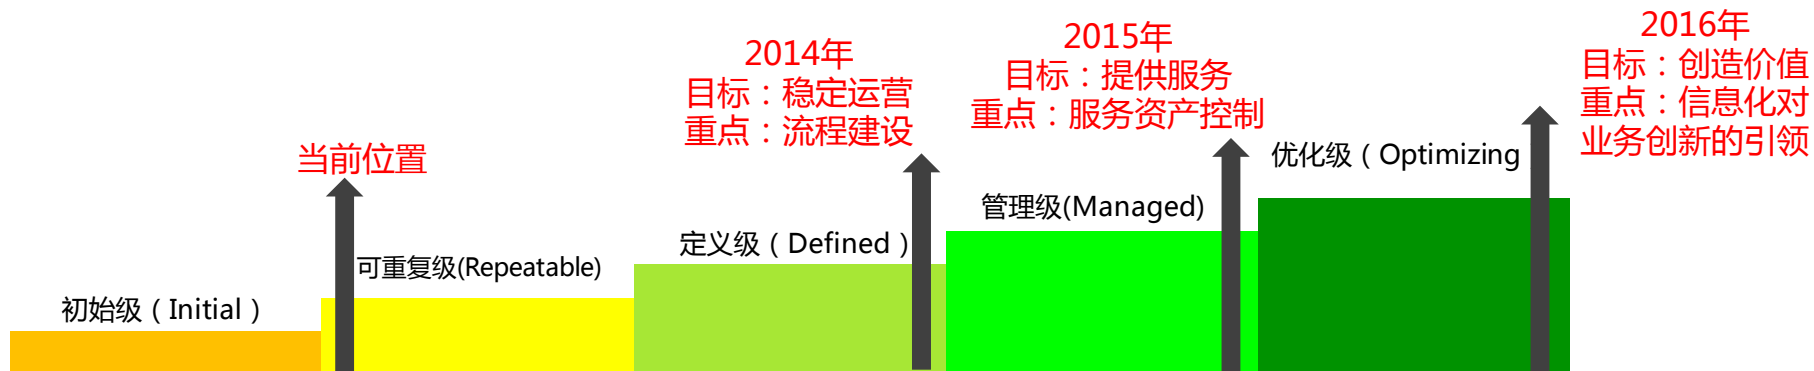 2016年
目标：创造价值
重点：信息化对
业务创新的引领
2015年
目标：提供服务
重点：服务资产控制
2014年
目标：稳定运营
重点：流程建设
当前位置
优化级（Optimizing
管理级(Managed)
定义级（Defined）
可重复级(Repeatable)
初始级（Initial）